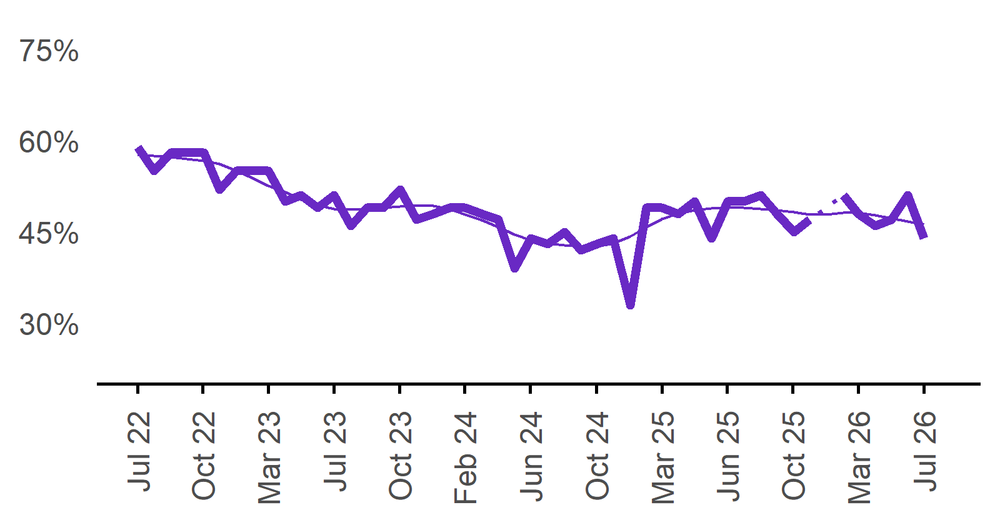 75%
60%
45%
30%
Jul 22
Oct 22
Mar 23
Jul 23
Oct 23
Feb 24
Jun 24
Oct 24
Mar 25
Jun 25
Oct 25
Mar 26
Jul 26